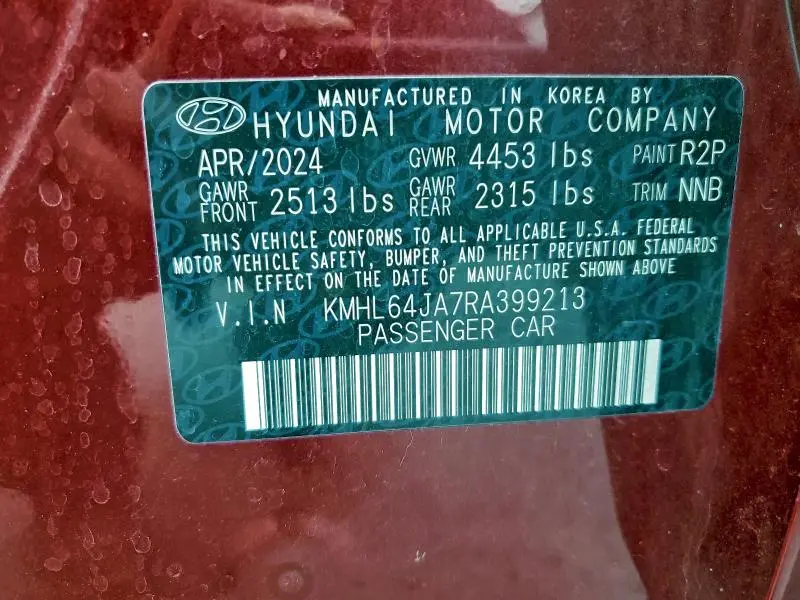 MANUFACTURED IN KOREA BY
HYUNDAI MOTOR COMPANY
APR/2024 GVWR 4453 lbs PAINT R2P
GAWR FRONT 2513 lbs GAWR REAR 2315 lbs TRIM NNB
THIS VEHICLE CONFORMS TO ALL APPLICABLE U.S.A. FEDERAL
MOTOR VEHICLE SAFETY, BUMPER, AND THEFT PREVENTION STANDARDS
IN EFFECT ON THE DATE OF MANUFACTURE SHOWN ABOVE
V.I.N KMHL64JA7RA399213
PASSENGER CAR